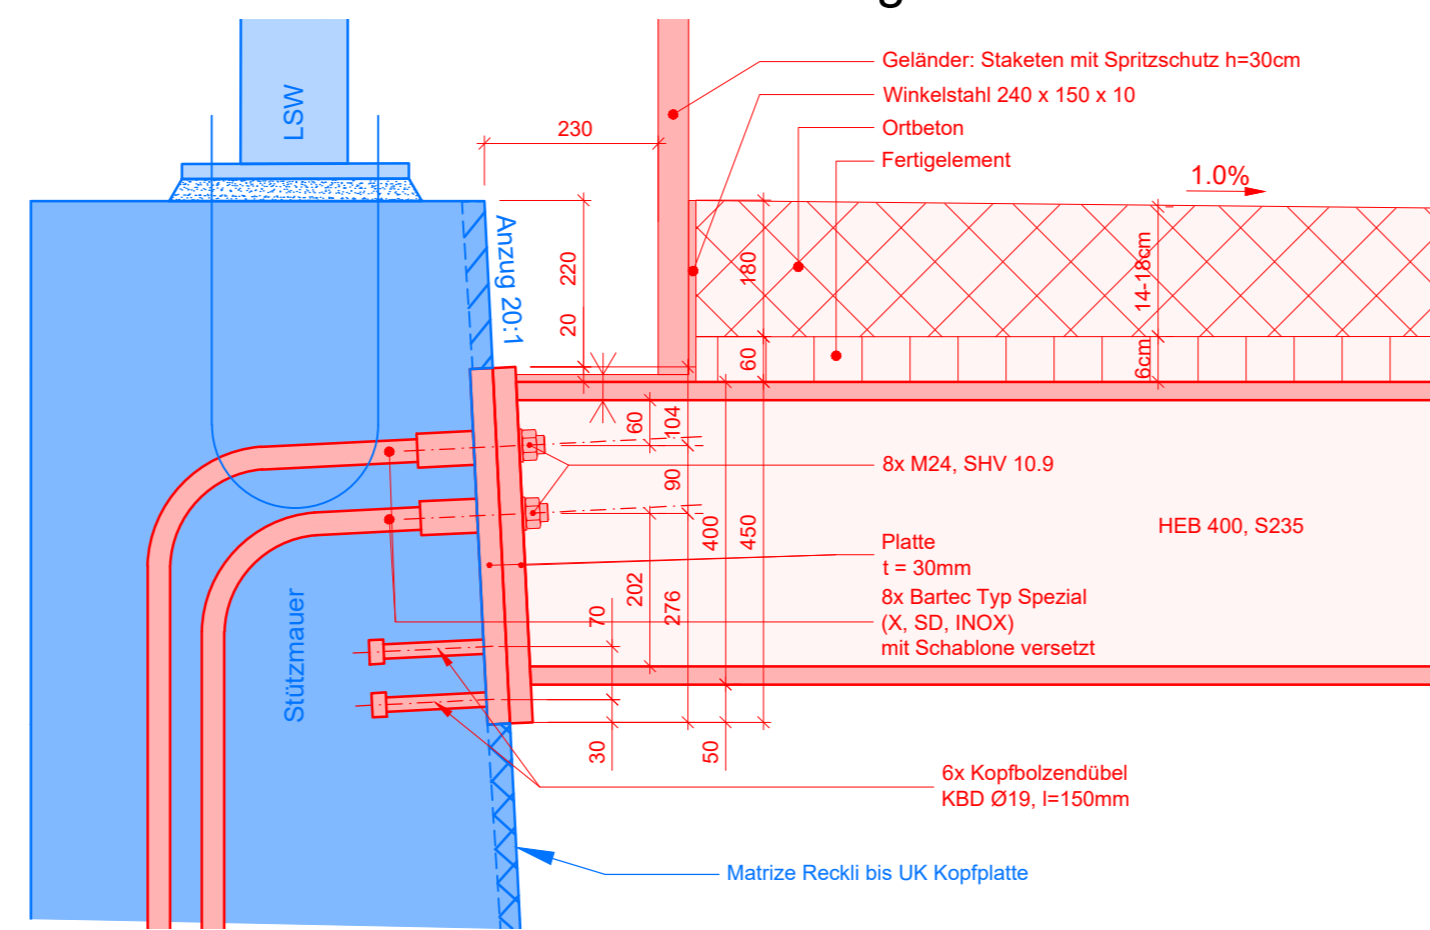 g
Geländer: Staketen mit Spritzschutz h=30cm
Winkelstahl 240 x 150 x 10
Ortbeton
Fertigelement
LSW
230
1.0%
Anzug 20:1
220
20
180
60
14-18cm
6cm
60
104
90
8x M24, SHV 10.9
400
450
HEB 400, S235
Platte
t = 30mm
202
276
70
8x Bartec Typ Spezial
(X, SD, INOX)
mit Schablone versetzt
Stützmauer
30
50
6x Kopfbolzendübel
KBD Ø19, l=150mm
Matrize Reckli bis UK Kopfplatte